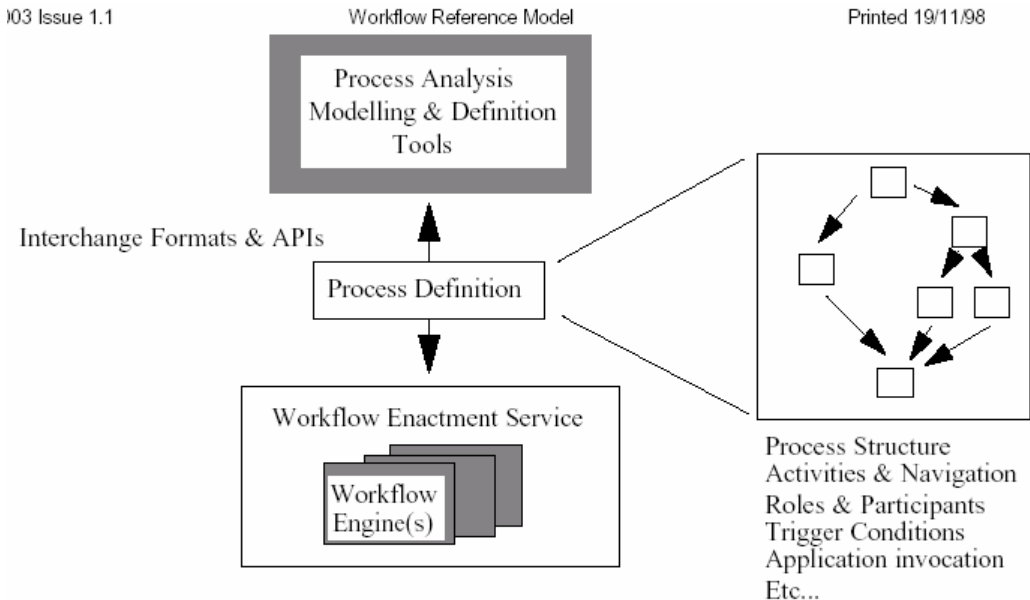 003 Issue 1.1
Workflow Reference Model
Printed 19/11/98
Process Analysis
Modelling & Definition
Tools
Interchange Formats & APIs
Process Definition
Workflow Enactment Service
Workflow
Engine(s)
Process Structure
Activities & Navigation
Roles & Participants
Trigger Conditions
Application invocation
Etc...